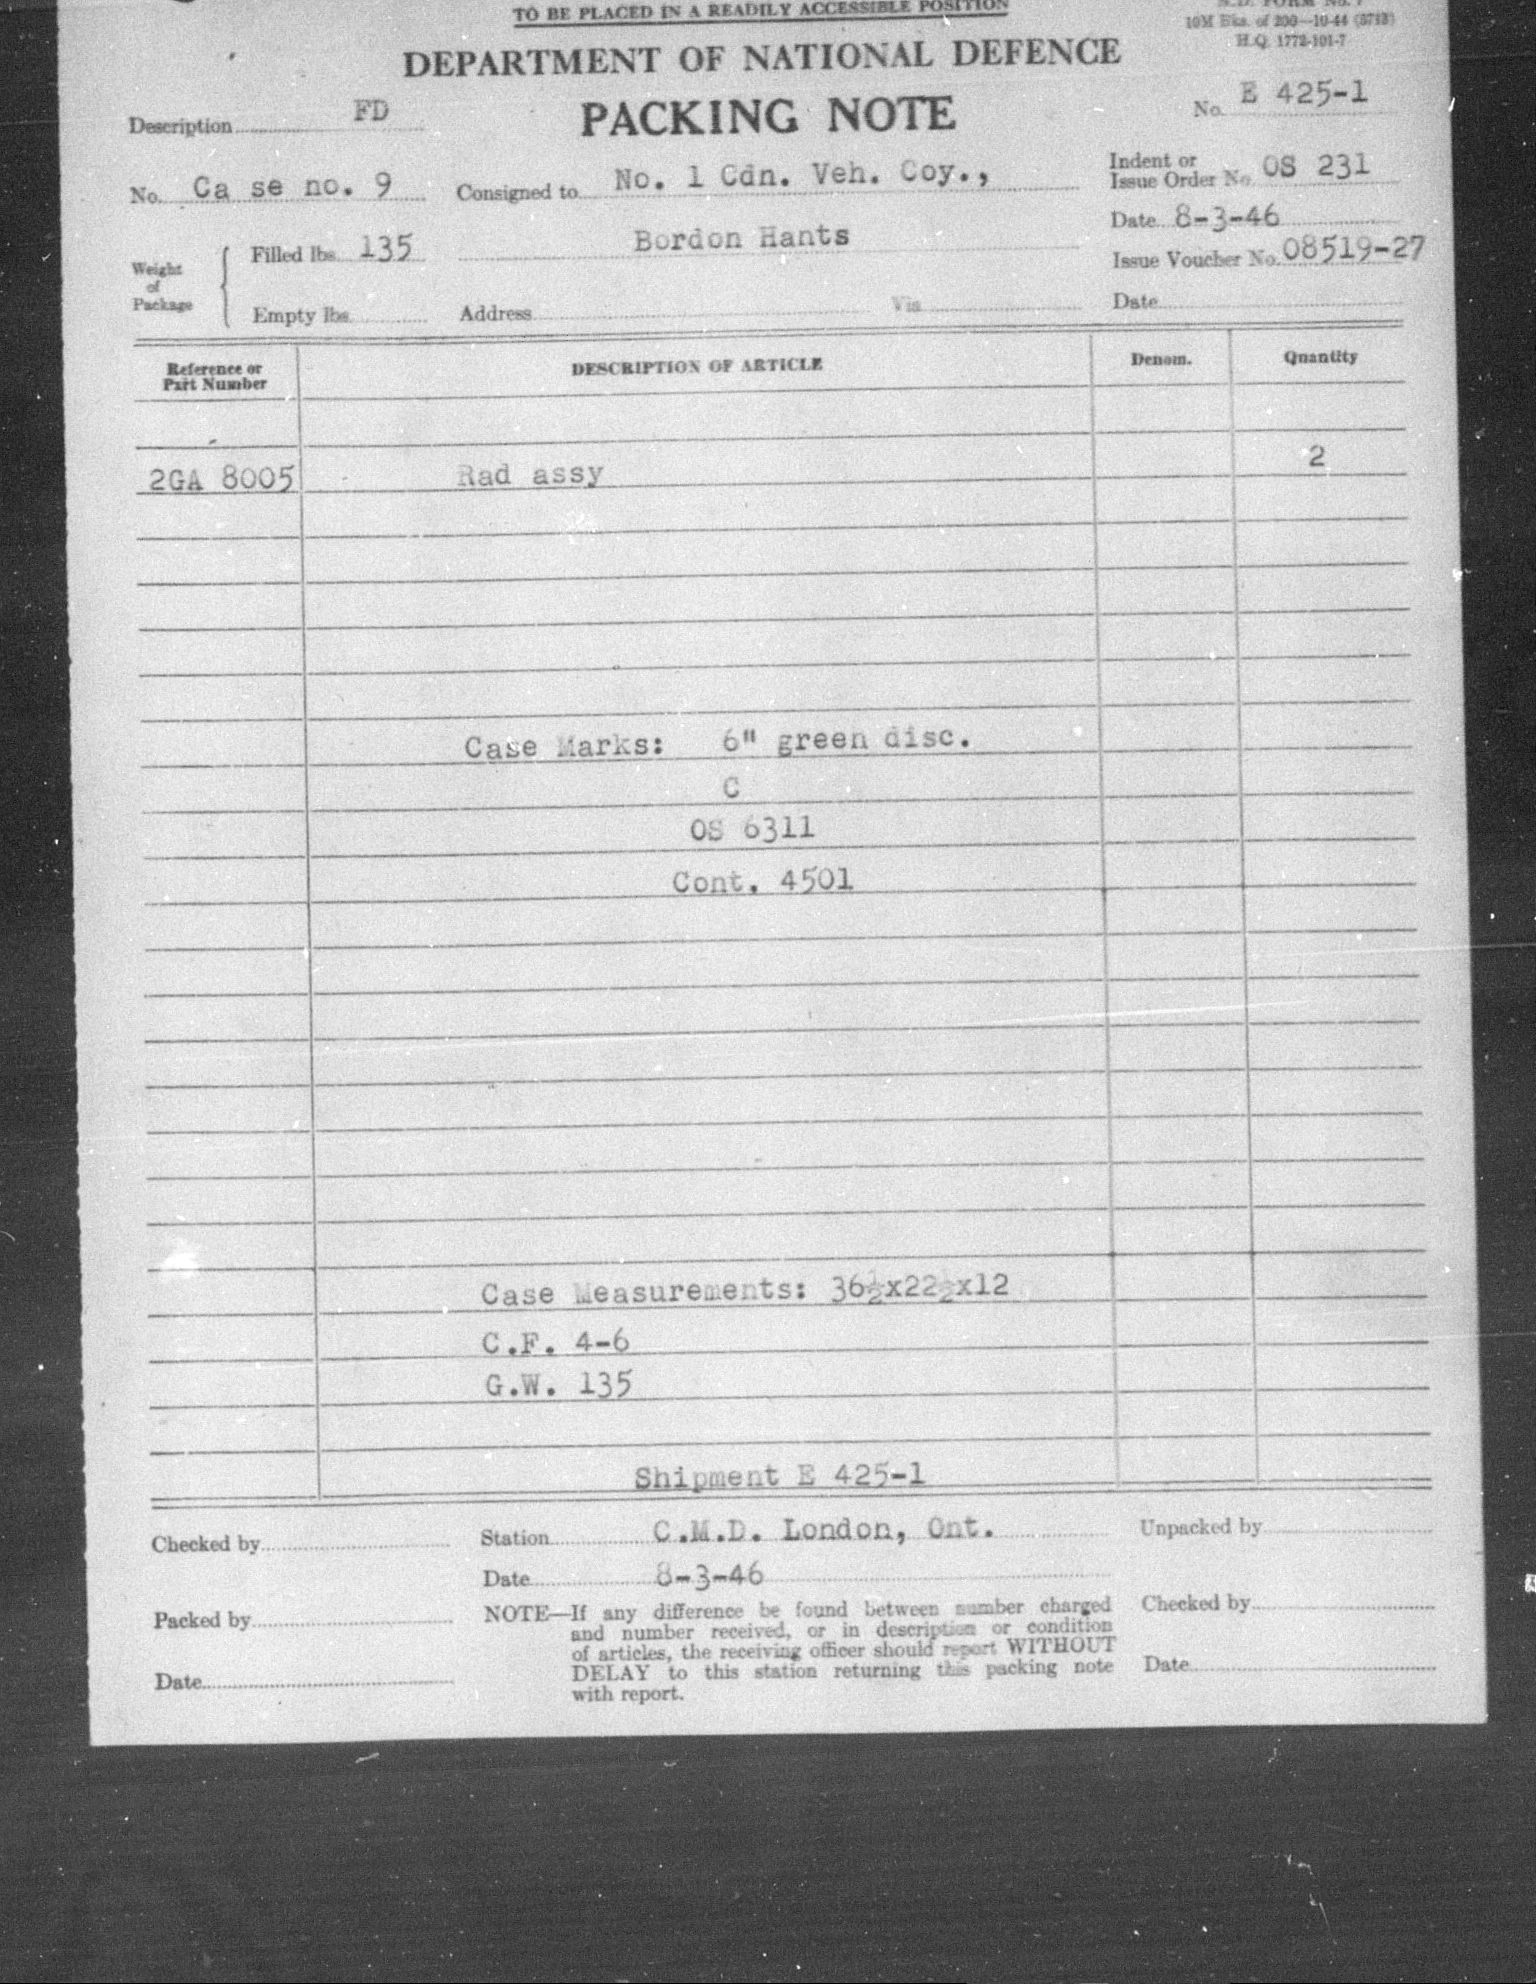 TO BE PLACED IN A READILY ACCESSIBLE POSITION
10M Bks. of 200—10-44 (3713)
H.Q. 1772-101-7
DEPARTMENT OF NATIONAL DEFENCE
PACKING NOTE
No. E 425-1
Description FD
No. Ca se no. 9
Consigned to No. 1 Cdn. Veh. Coy.,
Indent or
Issue Order No OS 231
Date 8-3-46
Weight
of
Package
Filled lbs. 135
Bordon Hants
Issue Voucher No. 08519-27
Empty lbs.
Address
Via
Date
Reference or
Part Number
DESCRIPTION OF ARTICLE
Denom.
Quantity
2GA 8005 Rad assy 2
Case Marks: 6" green disc.
C
OS 6311
Cont. 4501
Case Measurements: 36½x22½x12
C.F. 4-6
G.W. 135
Shipment E 425-1
Checked by
Station C.M.D. London, Ont.
Unpacked by
Date 8-3-46
Packed by
NOTE—If any difference be found between number charged
and number received, or in description or condition
of articles, the receiving officer should report WITHOUT
DELAY to this station returning this packing note
with report.
Checked by
Date
Date